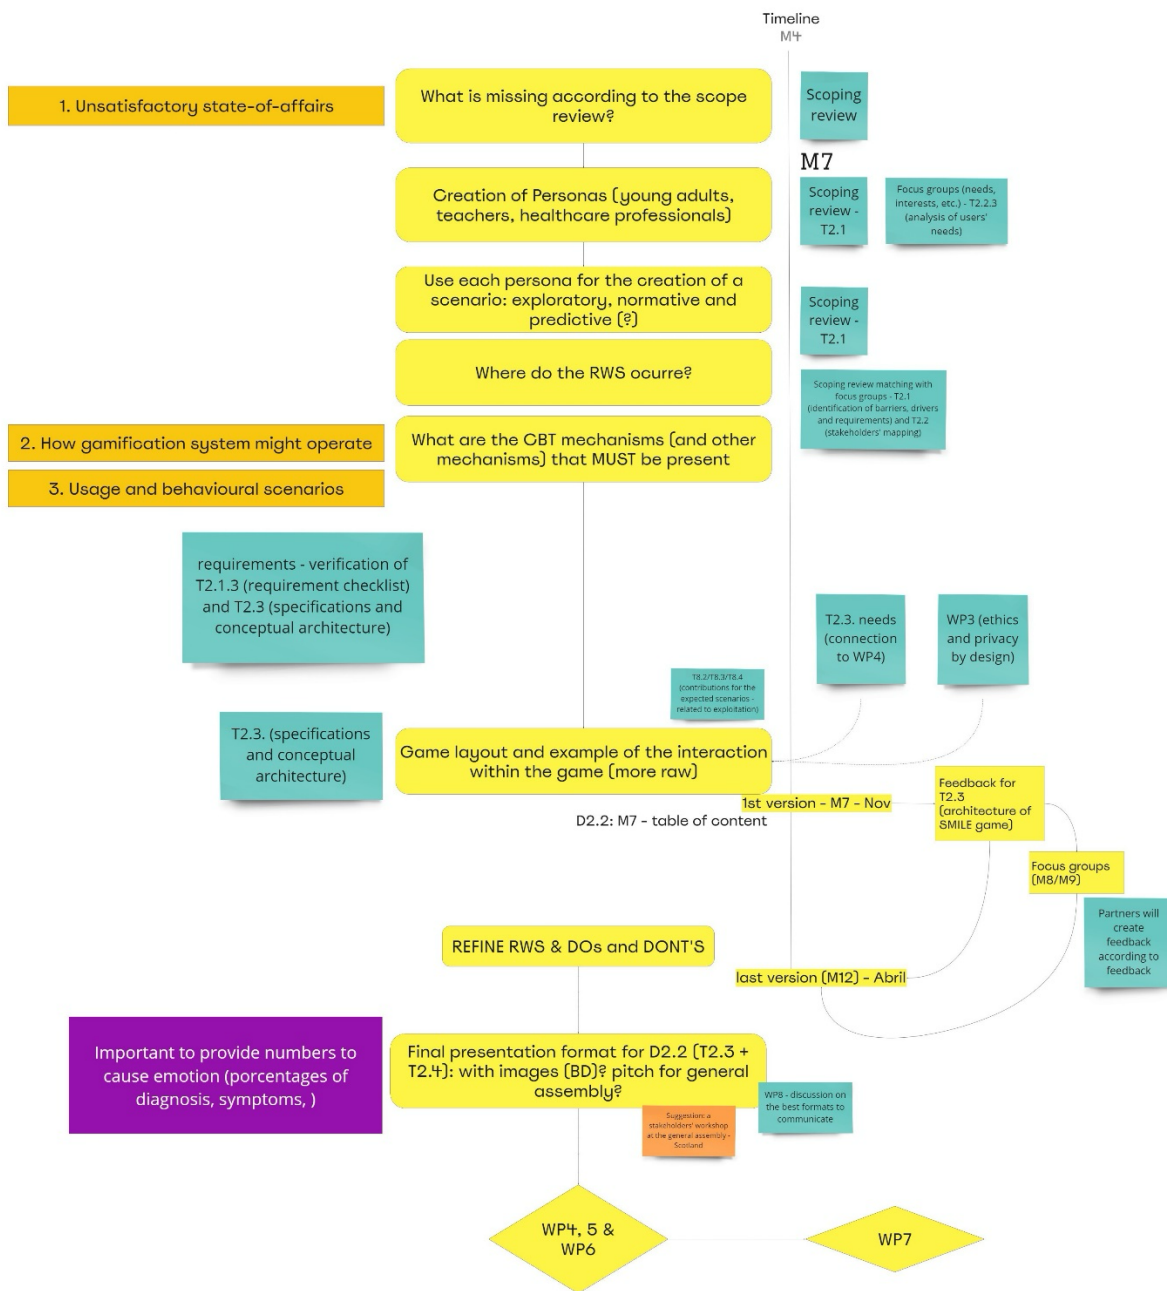 Timeline
M4
1. Unsatisfactory state-of-affairs
What is missing according to the scope
review?
Scoping
review
M7
Creation of Personas (young adults,
teachers, healthcare professionals)
Scoping
review -
T2.1
Focus groups (needs,
interests, etc.) - T2.2.3
(analysis of users'
needs)
Use each persona for the creation of a
scenario: exploratory, normative and
predictive (?)
Scoping
review -
T2.1
Where do the RWS ocurre?
Scoping review matching with
focus groups - T2.1
(identification of barriers, drivers
and requirements) and T2.2
(stakeholders' mapping)
2. How gamification system might operate
What are the CBT mechanisms (and other
mechanisms) that MUST be present
3. Usage and behavioural scenarios
requirements - verification of
T2.1.3 (requirement checklist)
and T2.3 (specifications and
conceptual architecture)
T2.3. needs
(connection
to WP4)
WP3 (ethics
and privacy
by design)
T8.2/T8.3/T8.4
(contributions for the
expected scenarios -
related to exploitation)
T2.3. (specifications
and conceptual
architecture)
Game layout and example of the interaction
within the game (more raw)
1st version - M7 - Nov
Feedback for
T2.3
(architecture of
SMILE game)
D2.2: M7 - table of content
Focus groups
(M8/M9)
Partners will
create
feedback
according to
feedback
REFINE RWS & DOs and DONT'S
last version (M12) - Abril
Important to provide numbers to
cause emotion (porcentages of
diagnosis, symptoms, )
Final presentation format for D2.2 (T2.3 +
T2.4): with images (BD)? pitch for general
assembly?
WP8 - discussion on
the best formats to
communicate
Suggestion: a
stakeholders' workshop
at the general assembly -
Scotland
WP4, 5 &
WP6
WP7